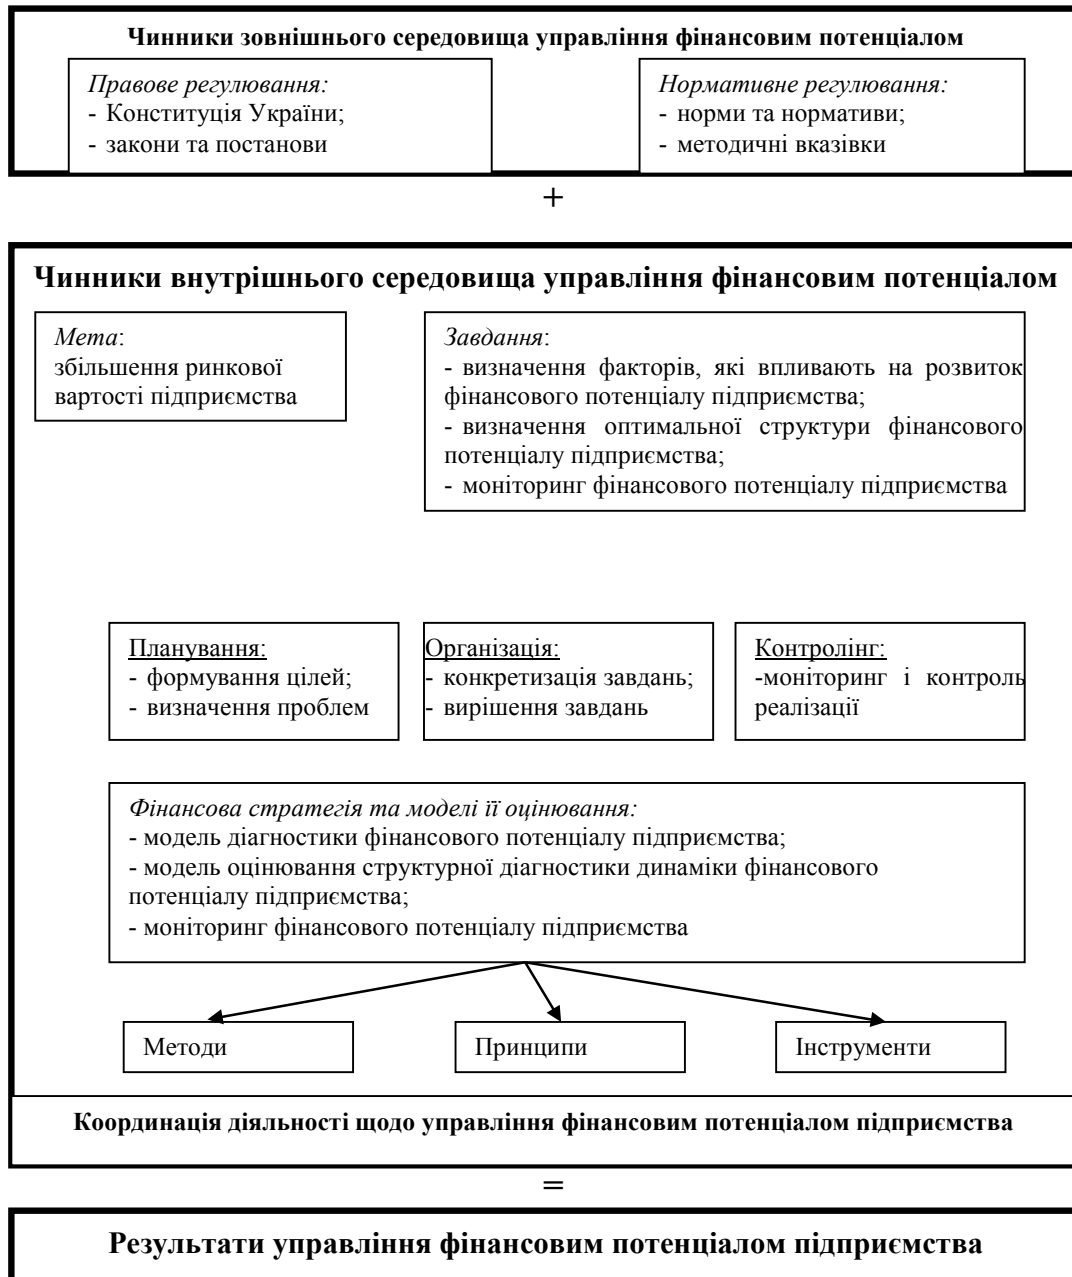 Чинники зовнішнього середовища управління фінансовим потенціалом
Правове регулювання:
- Конституція України;
- закони та постанови
Нормативне регулювання:
- норми та нормативи;
- методичні вказівки
+
Чинники внутрішнього середовища управління фінансовим потенціалом
Мета:
збільшення ринкової
вартості підприємства
Завдання:
- визначення факторів, які впливають на розвиток
фінансового потенціалу підприємства;
- визначення оптимальної структури фінансового
потенціалу підприємства;
- моніторинг фінансового потенціалу підприємства
Планування:
- формування цілей;
- визначення проблем
Організація:
- конкретизація завдань;
- вирішення завдань
Контролінг:
-моніторинг і контроль
реалізації
Фінансова стратегія та моделі її оцінювання:
- модель діагностики фінансового потенціалу підприємства;
- модель оцінювання структурної діагностики динаміки фінансового
потенціалу підприємства;
- моніторинг фінансового потенціалу підприємства
Методи
Принципи
Інструменти
Координація діяльності щодо управління фінансовим потенціалом підприємства
=
Результати управління фінансовим потенціалом підприємства